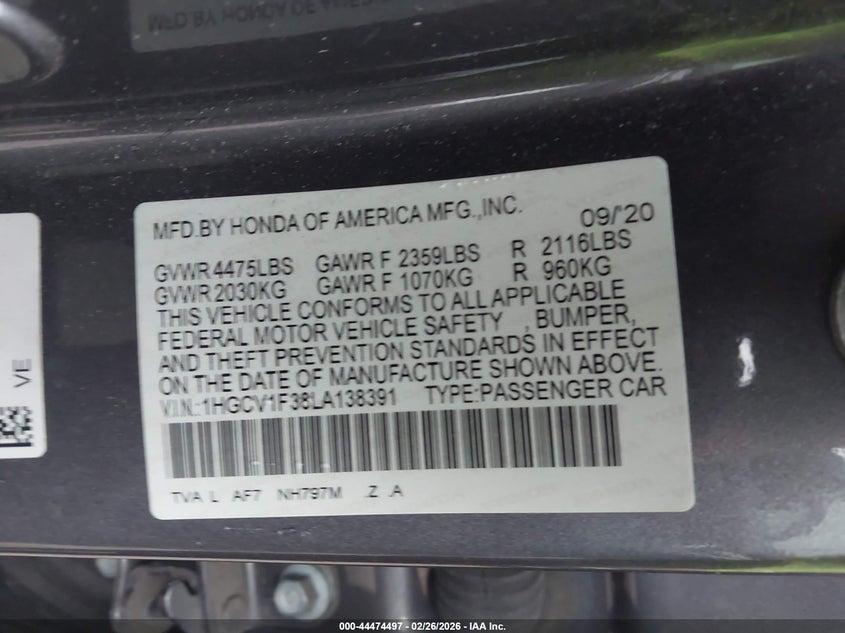 MFD.BY HONDA OF AMERICA MFG.,INC. 09/'20
GVWR 4475LBS GAWR F 2359LBS R 2116LBS
GVWR 2030KG GAWR F 1070KG R 960KG
THIS VEHICLE CONFORMS TO ALL APPLICABLE
FEDERAL MOTOR VEHICLE SAFETY , BUMPER,
AND THEFT PREVENTION STANDARDS IN EFFECT
ON THE DATE OF MANUFACTURE SHOWN ABOVE.
V.I.N.:1HGCV1F38LA138391 TYPE:PASSENGER CAR
TVA L AF7 NH797M .Z .A
VE
000-44474497 - 02/26/2026 - IAA Inc.